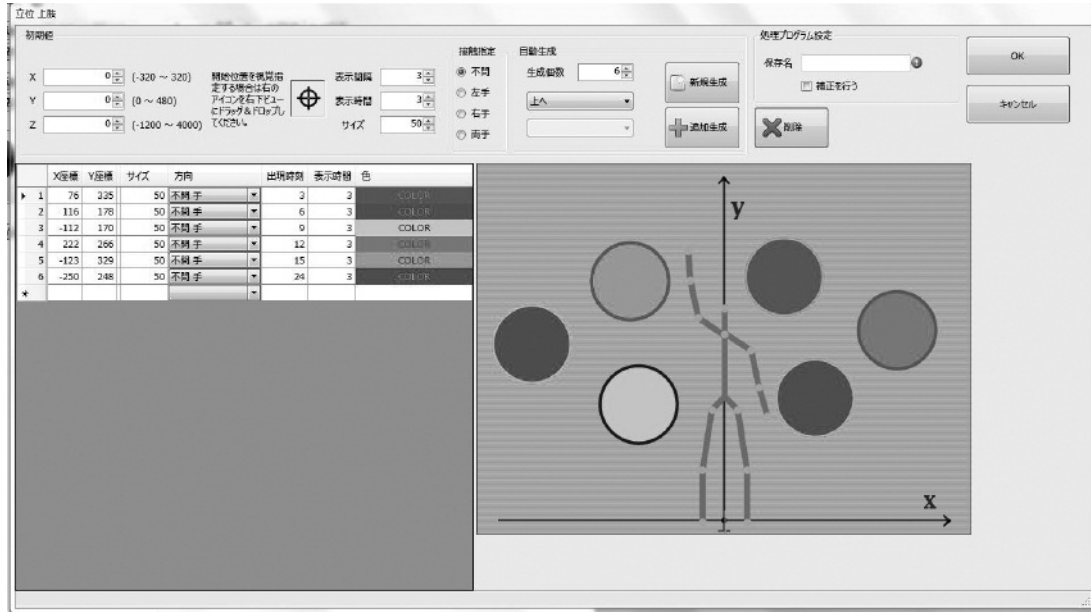 立位 上肢
初期値
X 0 (-320 ～ 320)
Y 0 (0 ～ 480)
Z 0 (-1200 ～ 4000)
開始位置を視覚指
定する場合は右の
アイコンを右下ビュー
にドラッグ&ドロップし
てください。
表示間隔 3
表示時間 3
サイズ 50
接触指定
不問
左手
右手
両手
自動生成
生成個数 6
上へ
新規生成
追加生成
処理プログラム設定
保存名
補正を行う
削除
OK
キャンセル
X座標 Y座標 サイズ 方向 出現時刻 表示時間 色
1 76 335 50 不問 手 3 3 COLOR
2 116 178 50 不問 手 6 3 COLOR
3 -112 170 50 不問 手 9 3 COLOR
4 222 266 50 不問 手 12 3 COLOR
5 -123 329 50 不問 手 15 3 COLOR
6 -250 248 50 不問 手 24 3 COLOR
y
x